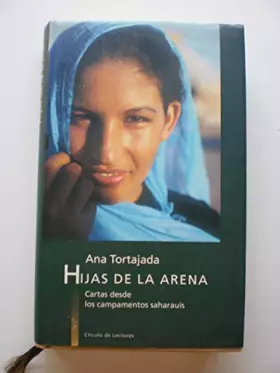 Ana Tortajada
HIJAS DE LA ARENA
Cartas desde
los campamentos saharauis
Círculo de Lectores